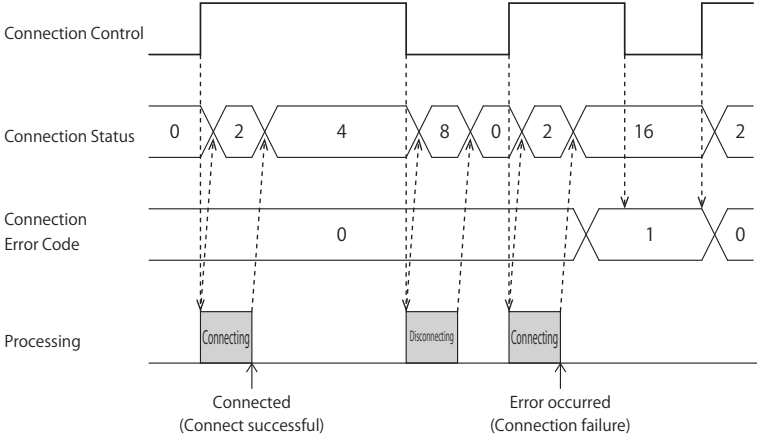 Connection Control
Connection Status
0 2 4 8 0 2 16 2
Connection
Error Code
0 1 0
Processing
Connecting Disconnecting Connecting
Connected
(Connect successful)
Error occurred
(Connection failure)